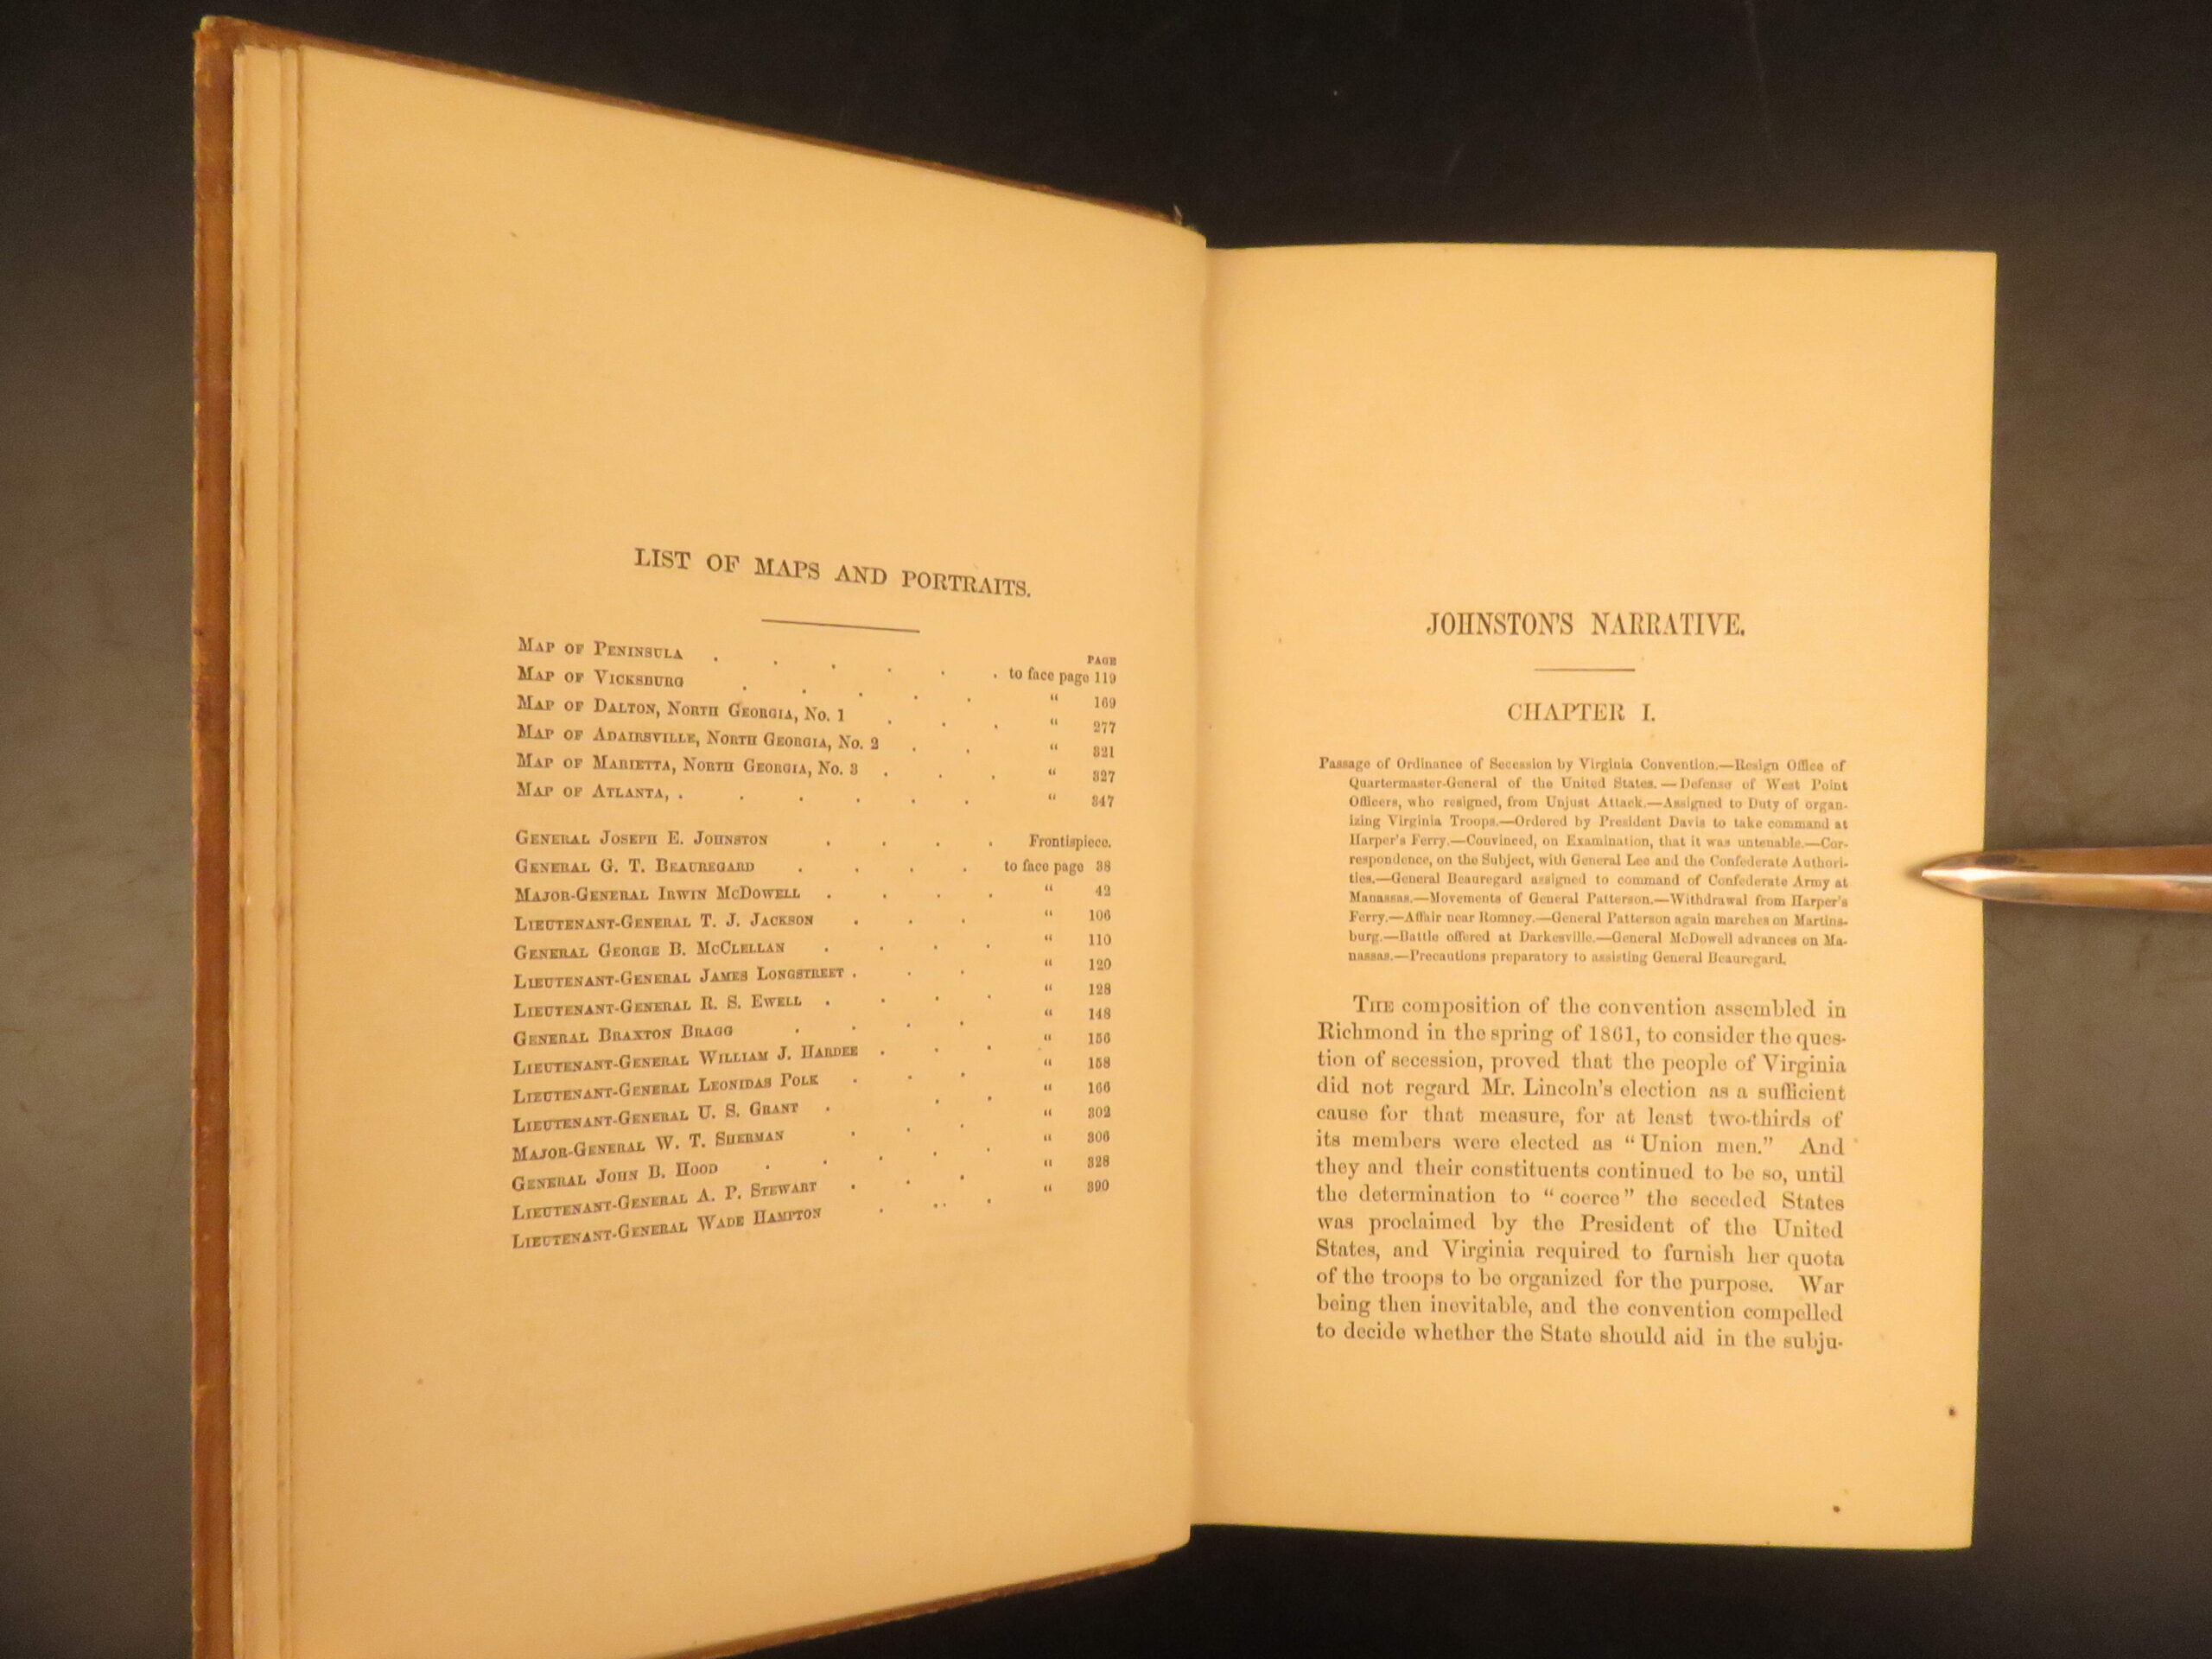 LIST OF MAPS AND PORTRAITS.
PAGE
MAP OF PENINSULA . . . . . . to face page 119
MAP OF VICKSBURG . . . . . “ 169
MAP OF DALTON, NORTH GEORGIA, No. 1 . . . “ 277
MAP OF ADAIRSVILLE, NORTH GEORGIA, No. 2 . . “ 321
MAP OF MARIETTA, NORTH GEORGIA, No. 3 . . . “ 327
MAP OF ATLANTA, . . . . . . “ 347
GENERAL JOSEPH E. JOHNSTON . . . . Frontispiece.
GENERAL G. T. BEAUREGARD . . . . to face page 38
MAJOR-GENERAL IRWIN MCDOWELL . . . . “ 42
LIEUTENANT-GENERAL T. J. JACKSON . . . “ 106
GENERAL GEORGE B. MCCLELLAN . . . . “ 110
LIEUTENANT-GENERAL JAMES LONGSTREET . . . “ 120
LIEUTENANT-GENERAL R. S. EWELL . . . . “ 128
GENERAL BRAXTON BRAGG . . . . “ 148
LIEUTENANT-GENERAL WILLIAM J. HARDEE . . . “ 156
LIEUTENANT-GENERAL LEONIDAS POLK . . . “ 158
LIEUTENANT-GENERAL U. S. GRANT . . . “ 166
MAJOR-GENERAL W. T. SHERMAN . . . “ 302
GENERAL JOHN B. HOOD . . . . . “ 306
LIEUTENANT-GENERAL A. P. STEWART . . . “ 328
LIEUTENANT-GENERAL WADE HAMPTON . . . . “ 390
JOHNSTON'S NARRATIVE.
CHAPTER I.
Passage of Ordinance of Secession by Virginia Convention.—Resign Office of
Quartermaster-General of the United States.—Defense of West Point
Officers, who resigned, from Unjust Attack.—Assigned to Duty of organ-
izing Virginia Troops.—Ordered by President Davis to take command at
Harper's Ferry.—Convinced, on Examination, that it was untenable.—Cor-
respondence, on the Subject, with General Lee and the Confederate Authori-
ties.—General Beauregard assigned to command of Confederate Army at
Manassas.—Movements of General Patterson.—Withdrawal from Harper's
Ferry.—Affair near Romney.—General Patterson again marches on Martins-
burg.—Battle offered at Darkesville.—General McDowell advances on Ma-
nassas.—Precautions preparatory to assisting General Beauregard.
THE composition of the convention assembled in
Richmond in the spring of 1861, to consider the ques-
tion of secession, proved that the people of Virginia
did not regard Mr. Lincoln's election as a sufficient
cause for that measure, for at least two-thirds of
its members were elected as “Union men.” And
they and their constituents continued to be so, until
the determination to “coerce” the seceded States
was proclaimed by the President of the United
States, and Virginia required to furnish her quota
of the troops to be organized for the purpose. War
being then inevitable, and the convention compelled
to decide whether the State should aid in the subju-